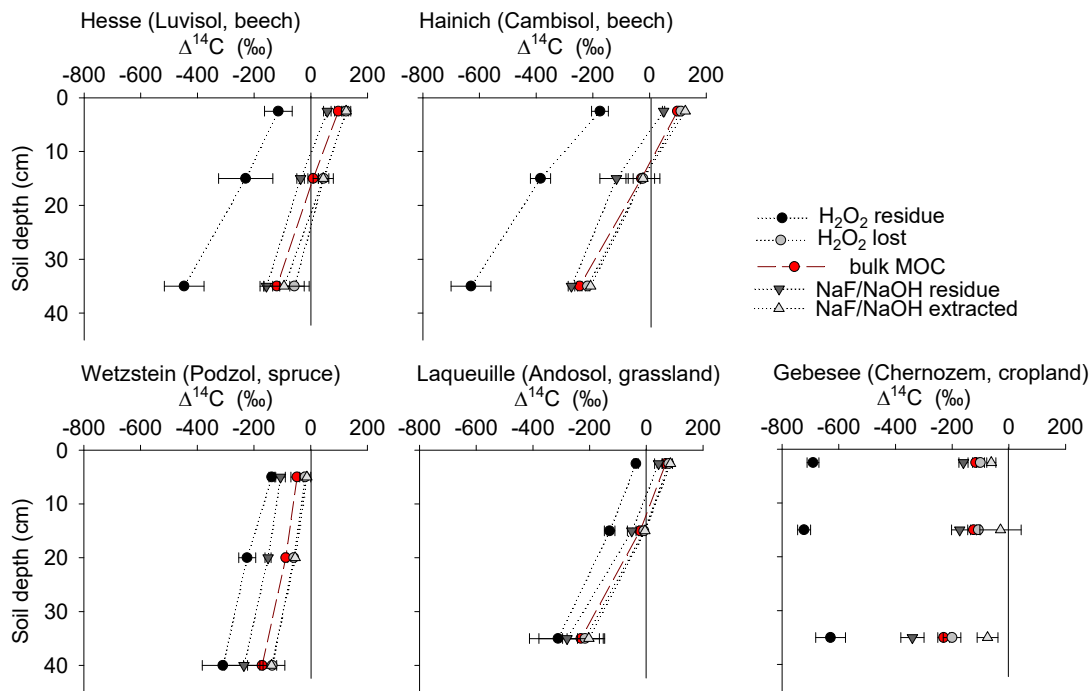 Hesse (Luvisol, beech)
Δ¹⁴C (‰)
-800 -600 -400 -200 0 200
Hainich (Cambisol, beech)
Δ¹⁴C (‰)
-800 -600 -400 -200 0 200
Soil depth (cm)
0
10
20
30
40
H₂O₂ residue
H₂O₂ lost
bulk MOC
NaF/NaOH residue
NaF/NaOH extracted
Wetzstein (Podzol, spruce)
Δ¹⁴C (‰)
-800 -600 -400 -200 0 200
Laqueuille (Andosol, grassland)
Δ¹⁴C (‰)
-800 -600 -400 -200 0 200
Gebesee (Chernozem, cropland)
Δ¹⁴C (‰)
-800 -600 -400 -200 0
Soil depth (cm)
0
10
20
30
40